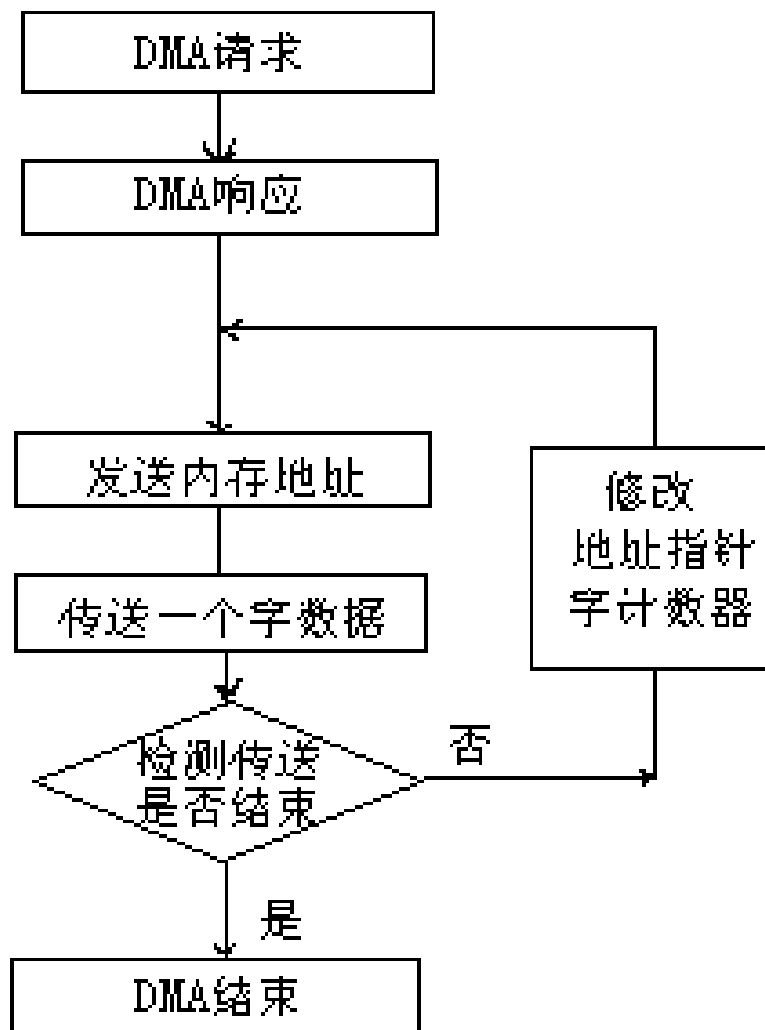 DMA请求
DMA响应
发送内存地址
修改
地址指针
字计数器
传送一个字数据
检测传送
是否结束
否
是
DMA结束